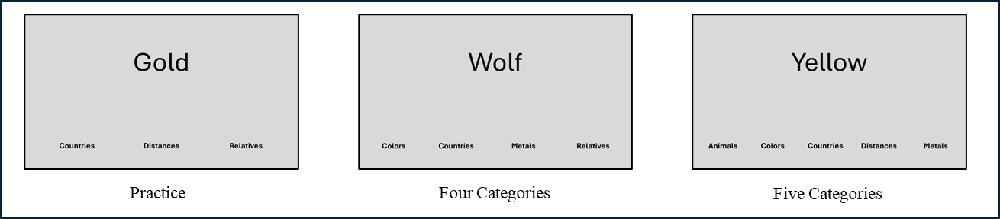 Gold
Countries Distances Relatives
Practice
Wolf
Colors Countries Metals Relatives
Four Categories
Yellow
Animals Colors Countries Distances Metals
Five Categories